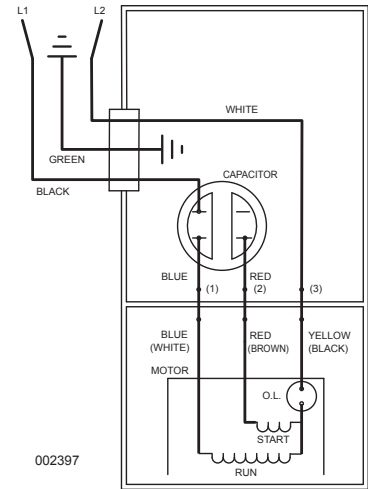 L1
L2
WHITE
GREEN
CAPACITOR
BLACK
BLUE
RED
(1)
(2)
(3)
BLUE
(WHITE)
RED
(BROWN)
YELLOW
(BLACK)
MOTOR
O.L.
START
RUN
002397